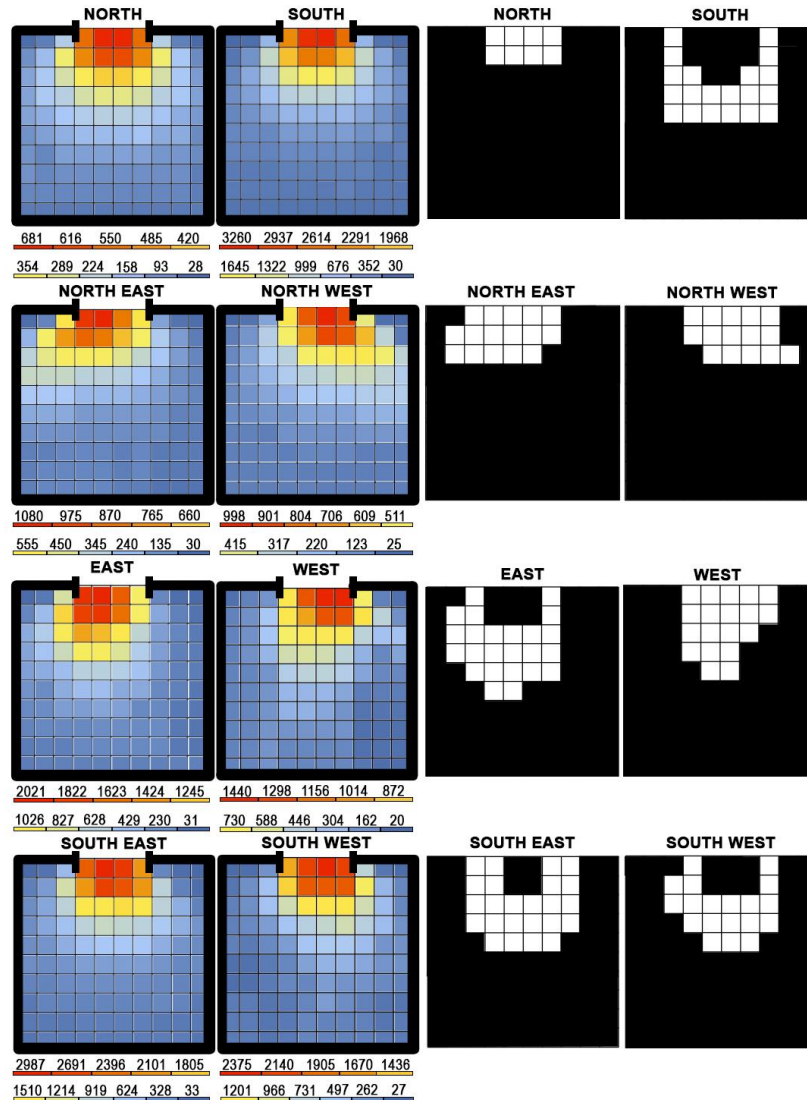 NORTH SOUTH NORTH SOUTH
681 616 550 485 420 3260 2937 2614 2291 1968
354 289 224 158 93 28 1645 1322 999 676 352 30
NORTH EAST NORTH WEST NORTH EAST NORTH WEST
1080 975 870 765 660 998 901 804 706 609 511
555 450 345 240 135 30 415 317 220 123 25
EAST WEST EAST WEST
2021 1822 1623 1424 1245 1440 1298 1156 1014 872
1026 827 628 429 230 31 730 588 446 304 162 20
SOUTH EAST SOUTH WEST SOUTH EAST SOUTH WEST
2987 2691 2396 2101 1805 2375 2140 1905 1670 1436
1510 1214 919 624 328 33 1201 966 731 497 262 27